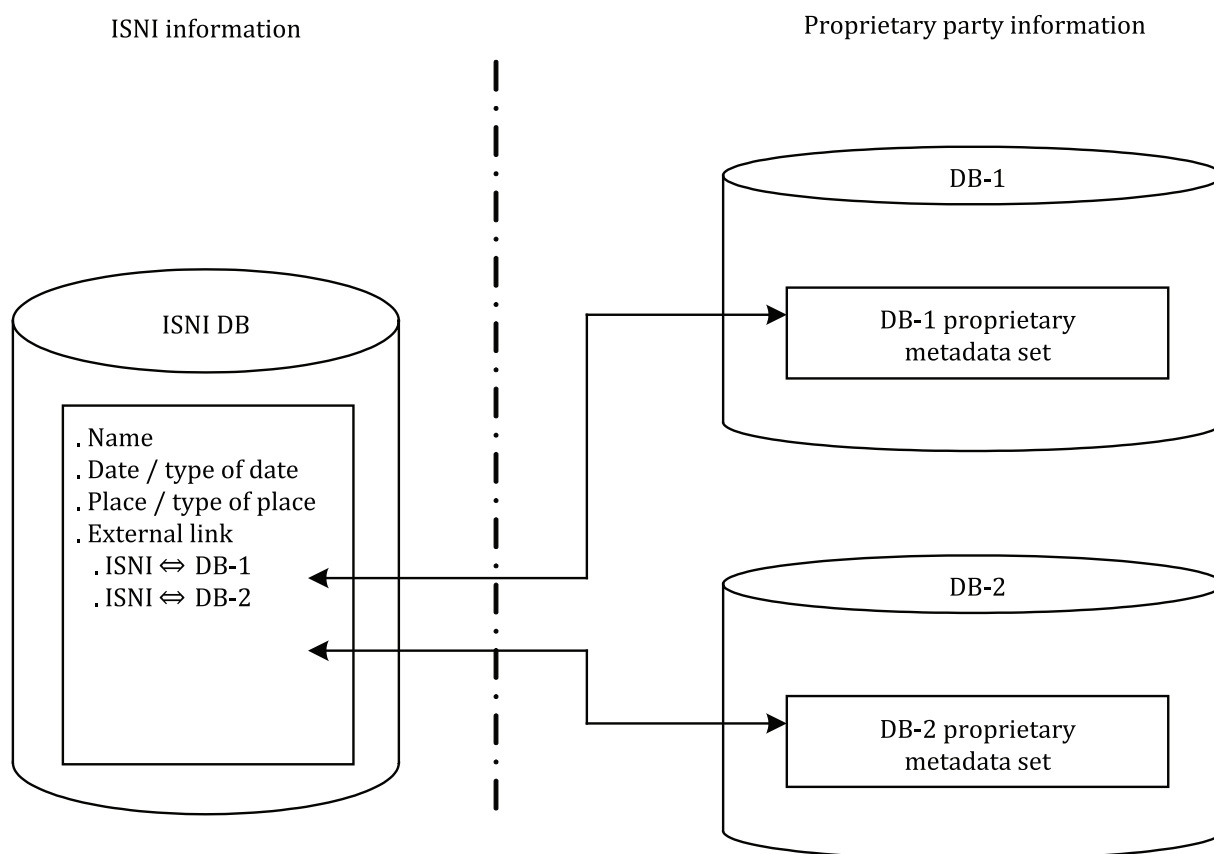 ISNI information
Proprietary party information
ISNI DB
. Name
. Date / type of date
. Place / type of place
. External link
. ISNI ⇔ DB-1
. ISNI ⇔ DB-2
DB-1
DB-1 proprietary
metadata set
DB-2
DB-2 proprietary
metadata set